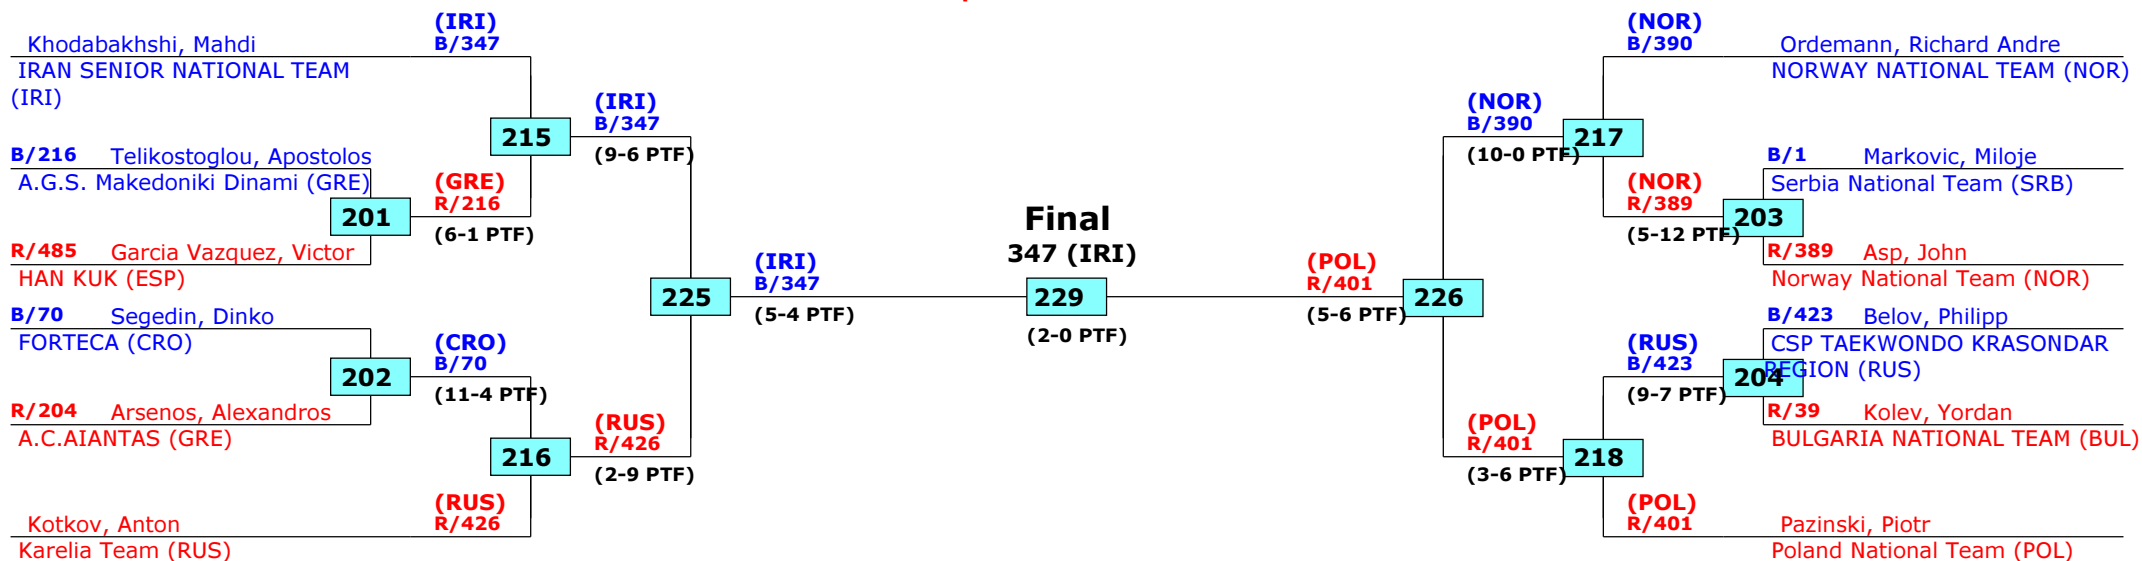 (IRI)
Khodabakhshi, Mahdi
B/347
IRAN SENIOR NATIONAL TEAM
(IRI)
(IRI)
B/347
215
(9-6 PTF)
B/216 Telikostoglou, Apostolos
A.G.S. Makedoniki Dinami (GRE)
(GRE)
R/216
201
(6-1 PTF)
R/485 Garcia Vazquez, Victor
HAN KUK (ESP)
225
(IRI)
B/347
(5-4 PTF)
B/70 Segedin, Dinko
FORTECA (CRO)
(CRO)
B/70
202
(11-4 PTF)
R/204 Arsenos, Alexandros
A.C.AIANTAS (GRE)
(RUS)
R/426
216
(2-9 PTF)
(RUS)
Kotkov, Anton
R/426
Karelia Team (RUS)
Final
347 (IRI)
229
(2-0 PTF)
(NOR)
B/390
Ordemann, Richard Andre
NORWAY NATIONAL TEAM (NOR)
(NOR)
B/390
217
(10-0 PTF)
B/1 Markovic, Miloje
Serbia National Team (SRB)
(NOR)
R/389
203
(5-12 PTF)
R/389 Asp, John
Norway National Team (NOR)
(POL)
R/401
226
(5-6 PTF)
B/423 Belov, Philipp
CSP TAEKWONDO KRASONDAR
REGION (RUS)
(RUS)
B/423
204
(9-7 PTF)
R/39 Kolev, Yordan
BULGARIA NATIONAL TEAM (BUL)
(POL)
R/401
218
(3-6 PTF)
(POL)
R/401
Pazinski, Piotr
Poland National Team (POL)